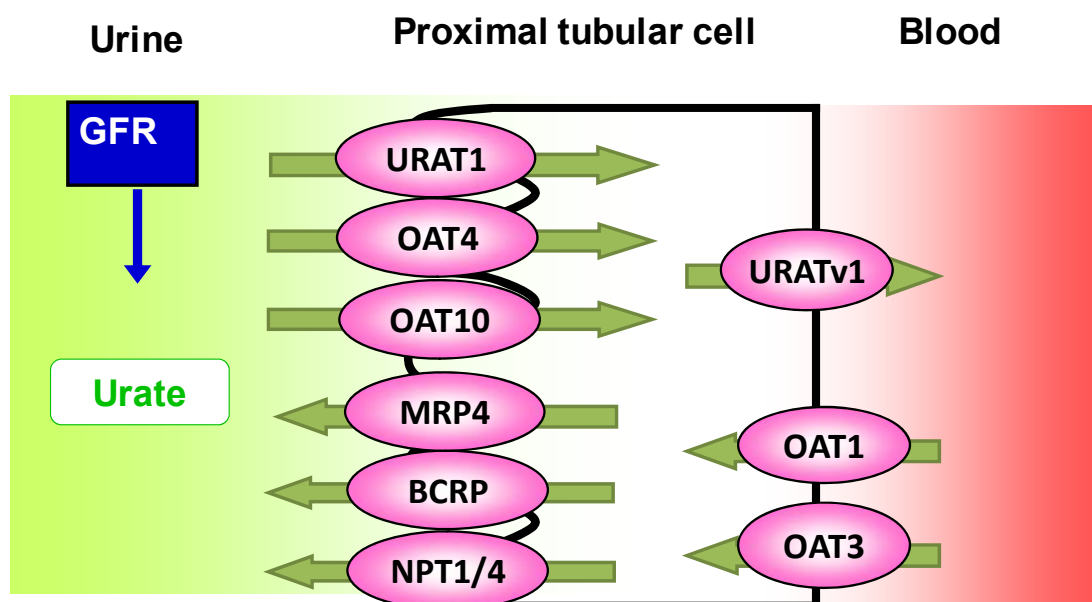 Urine
Proximal tubular cell
Blood
GFR
URAT1
OAT4
URATv1
OAT10
Urate
MRP4
OAT1
BCRP
OAT3
NPT1/4